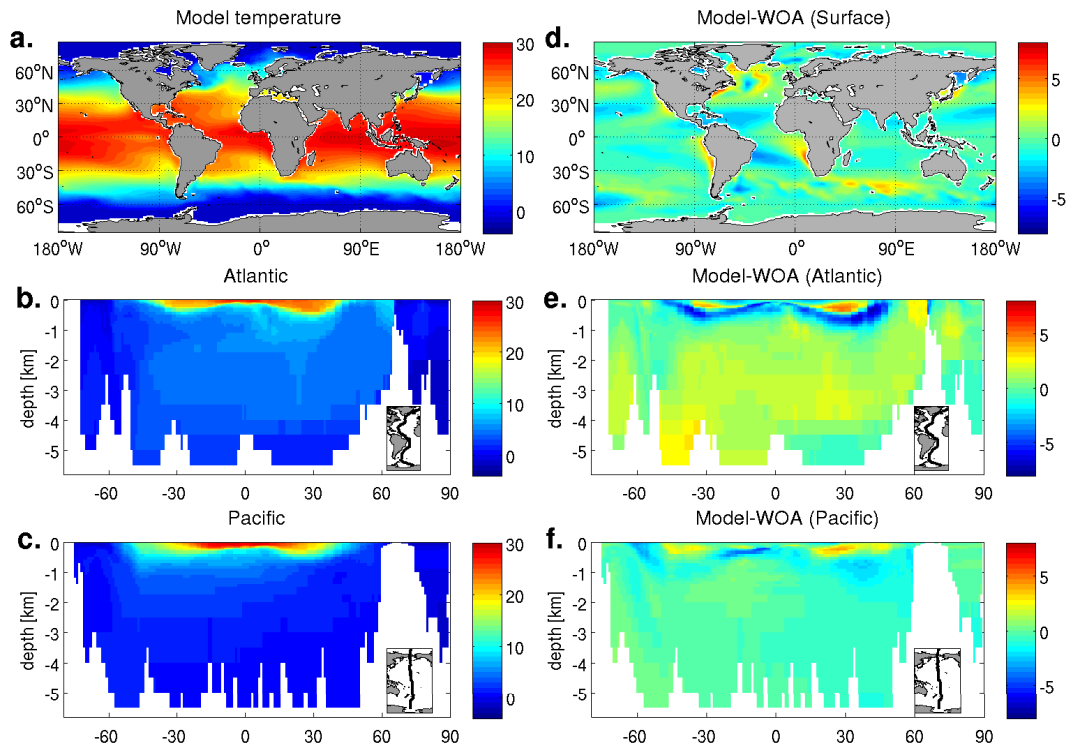 a.
Model temperature
60°N
30°N
0°
30°S
60°S
180°W
90°W
0°
90°E
180°W
30
20
10
0
d.
Model-WOA (Surface)
60°N
30°N
0°
30°S
60°S
180°W
90°W
0°
90°E
180°W
5
0
-5
b.
Atlantic
depth [km]
0
-1
-2
-3
-4
-5
-60
-30
0
30
60
90
30
20
10
0
e.
Model-WOA (Atlantic)
depth [km]
0
-1
-2
-3
-4
-5
-60
-30
0
30
60
90
5
0
-5
c.
Pacific
depth [km]
0
-1
-2
-3
-4
-5
-60
-30
0
30
60
90
30
20
10
0
f.
Model-WOA (Pacific)
depth [km]
0
-1
-2
-3
-4
-5
-60
-30
0
30
60
90
5
0
-5